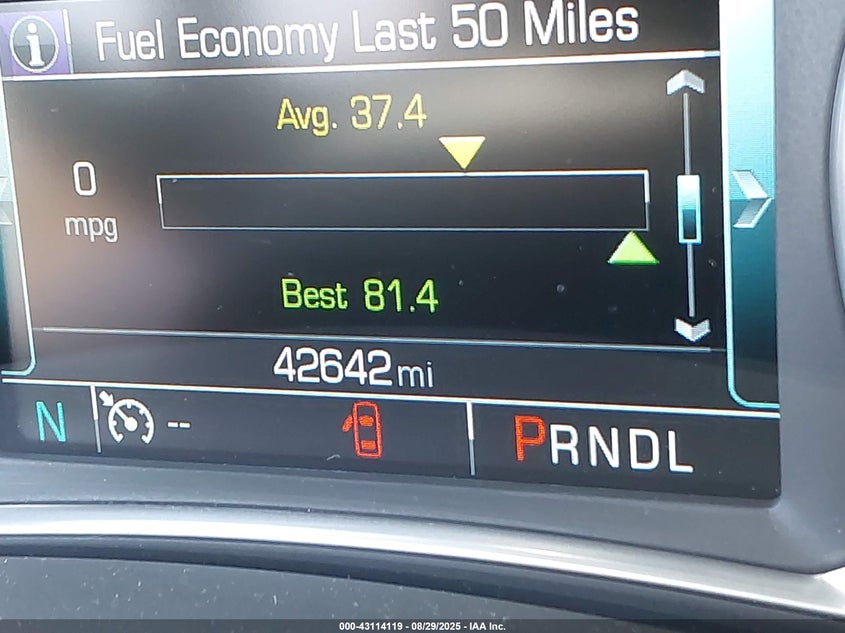 i Fuel Economy Last 50 Miles
Avg. 37.4
0
mpg
Best 81.4
42642 mi
N -- PRNDL
000-43114119 - 08/29/2025 - IAA Inc.